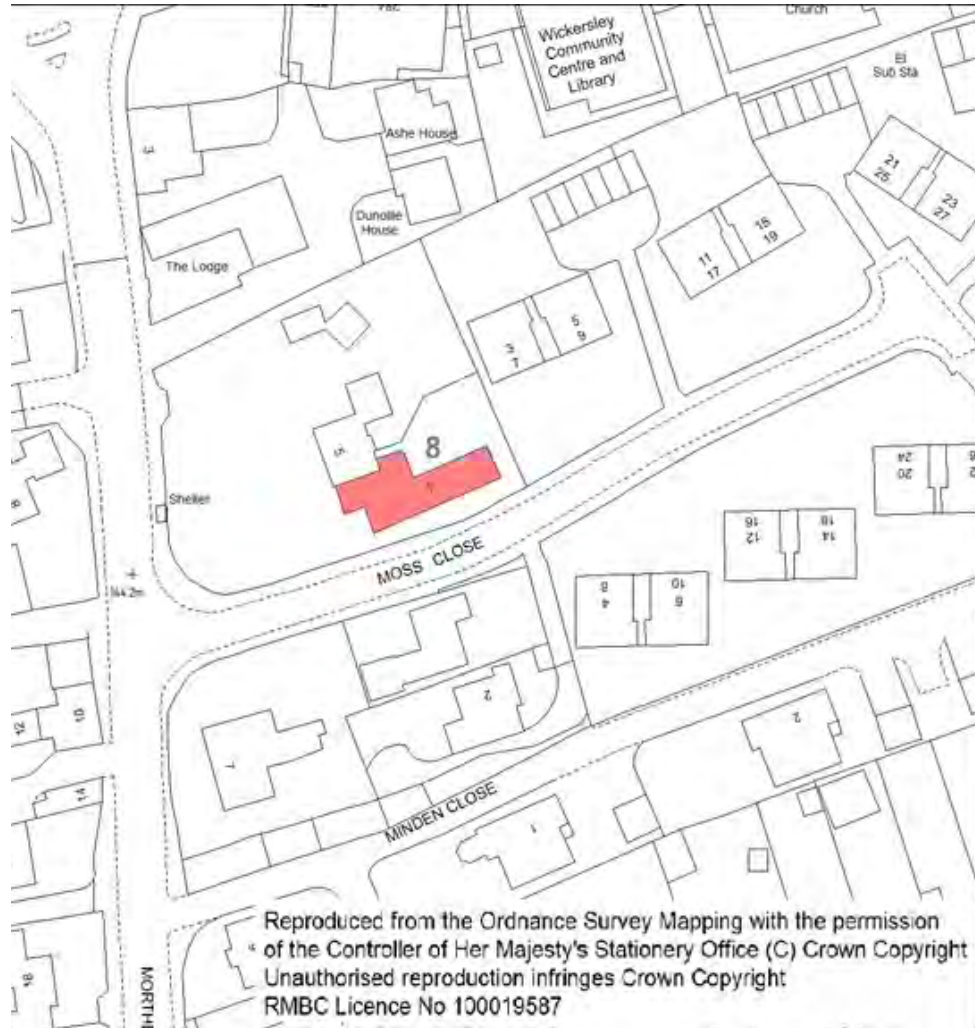 Church
Wickersley
Community
Centre and
Library
El
Sub Sta
3
Ashe House
21
25
23
27
Dunollie
House
The Lodge
11
17
15
19
5
9
3
7
8
5
Shelter
MOSS CLOSE
144.2m
24
20
16
12
18
14
8
4
10
6
2
12
10
7
2
14
MINDEN CLOSE
1
Reproduced from the Ordnance Survey Mapping with the permission
of the Controller of Her Majesty's Stationery Office (C) Crown Copyright
Unauthorised reproduction infringes Crown Copyright
RMBC Licence No 100019587
18
MORTH